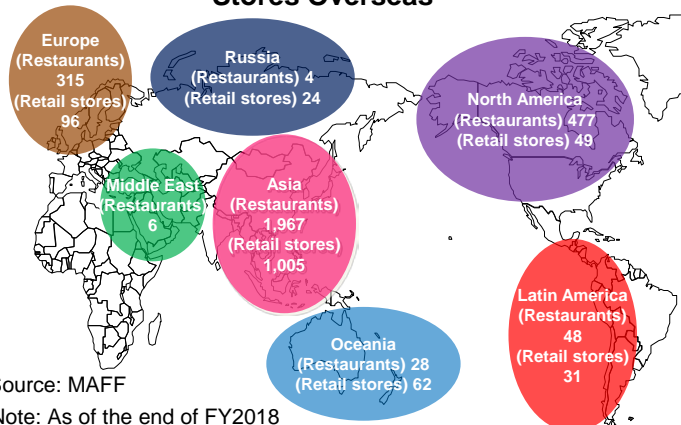 Stores Overseas
Europe
(Restaurants)
315
(Retail stores)
96
Russia
(Restaurants) 4
(Retail stores) 24
North America
(Restaurants) 477
(Retail stores) 49
Middle East
(Restaurants)
6
Asia
(Restaurants)
1,967
(Retail stores)
1,005
Latin America
(Restaurants)
48
(Retail stores)
31
Oceania
(Restaurants) 28
(Retail stores) 62
Source: MAFF
Note: As of the end of FY2018